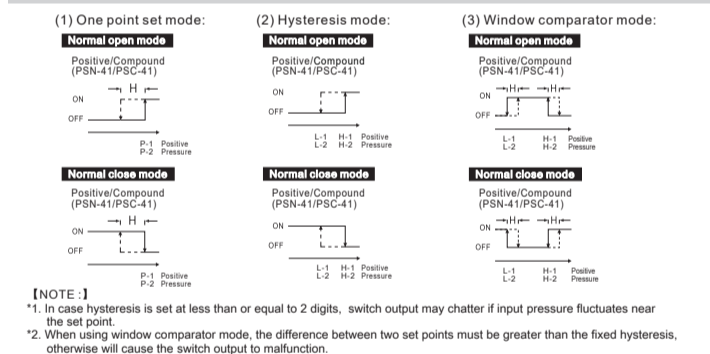 (1) One point set mode:
(2) Hysteresis mode:
(3) Window comparator mode:
Normal open mode
Normal open mode
Normal open mode
Positive/Compound
(PSN-41/PSC-41)
H
ON
OFF
P-1 Positive
P-2 Pressure
Positive/Compound
(PSN-41/PSC-41)
ON
OFF
L-1 H-1 Positive
L-2 H-2 Pressure
Positive/Compound
(PSN-41/PSC-41)
H H
ON
OFF
L-1 H-1 Positive
L-2 H-2 Pressure
Normal close mode
Normal close mode
Normal close mode
Positive/Compound
(PSN-41/PSC-41)
H
ON
OFF
P-1 Positive
P-2 Pressure
Positive/Compound
(PSN-41/PSC-41)
ON
OFF
L-1 H-1 Positive
L-2 H-2 Pressure
Positive/Compound
(PSN-41/PSC-41)
H H
ON
OFF
L-1 H-1 Positive
L-2 H-2 Pressure
【NOTE :】
*1. In case hysteresis is set at less than or equal to 2 digits, switch output may chatter if input pressure fluctuates near
the set point.
*2. When using window comparator mode, the difference between two set points must be greater than the fixed hysteresis,
otherwise will cause the switch output to malfunction.